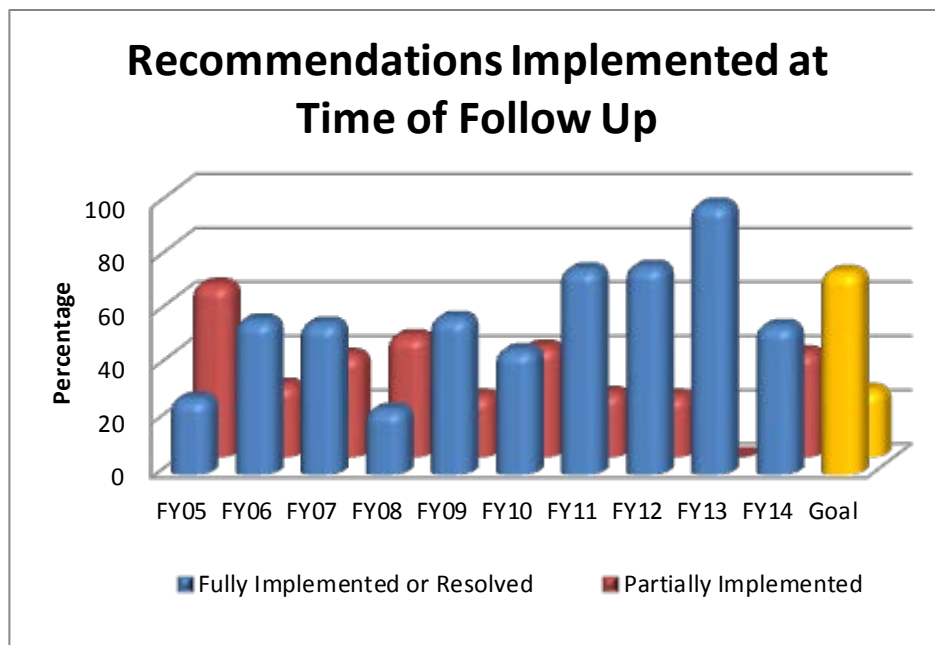 Recommendations Implemented at
Time of Follow Up
100
80
60
40
20
0
Percentage
FY05 FY06 FY07 FY08 FY09 FY10 FY11 FY12 FY13 FY14 Goal
Fully Implemented or Resolved Partially Implemented